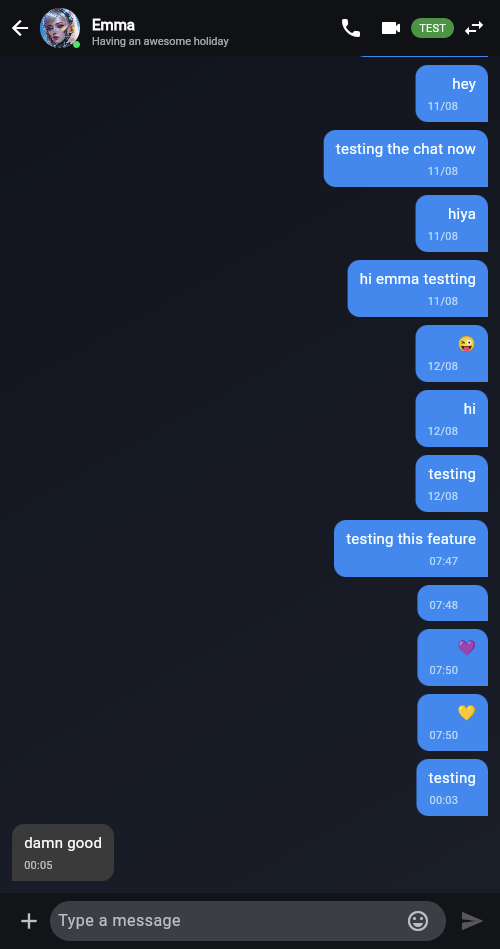 Emma
Having an awesome holiday
TEST
hey
11/08
testing the chat now
11/08
hiya
11/08
hi emma testting
11/08
😜
12/08
hi
12/08
testing
12/08
testing this feature
07:47
07:48
💜
07:50
💛
07:50
testing
00:03
damn good
00:05
Type a message